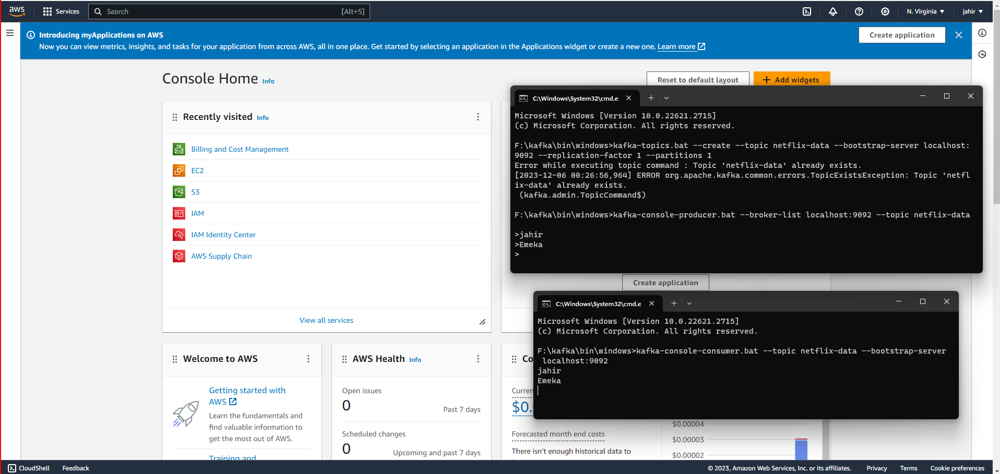 aws
Services
Search
[Alt+S]
N. Virginia
jahir
Introducing myApplications on AWS
Now you can view metrics, insights, and tasks for your application from across AWS, all in one place. Get started by selecting an application in the Applications widget or create a new one. Learn more
Create application
Console Home Info
Reset to default layout
+ Add widgets
Recently visited Info
Billing and Cost Management
EC2
S3
IAM
IAM Identity Center
AWS Supply Chain
View all services
C:\Windows\System32\cmd.e
Microsoft Windows [Version 10.0.22621.2715]
(c) Microsoft Corporation. All rights reserved.
F:\kafka\bin\windows>kafka-topics.bat --create --topic netflix-data --bootstrap-server localhost:
9092 --replication-factor 1 --partitions 1
Error while executing topic command : Topic 'netflix-data' already exists.
[2023-12-06 00:26:56,964] ERROR org.apache.kafka.common.errors.TopicExistsException: Topic 'netfl
ix-data' already exists.
(kafka.admin.TopicCommand$)
F:\kafka\bin\windows>kafka-console-producer.bat --broker-list localhost:9092 --topic netflix-data
>jahir
>Emeka
>
Create application
C:\Windows\System32\cmd.e
Microsoft Windows [Version 10.0.22621.2715]
(c) Microsoft Corporation. All rights reserved.
F:\kafka\bin\windows>kafka-console-consumer.bat --topic netflix-data --bootstrap-server
localhost:9092
jahir
Emeka
Welcome to AWS
Getting started with
AWS
Learn the fundamentals and
find valuable information to
get the most out of AWS.
Training and
AWS Health Info
Open issues
0
Past 7 days
Scheduled changes
0
Upcoming and past 7 days
Co
Curren
$0.
Forecasted month end costs
There isn't enough historical data to
$0.00004
$0.00003
$0.00002
CloudShell
Feedback
© 2023, Amazon Web Services, Inc. or its affiliates.
Privacy
Terms
Cookie preferences